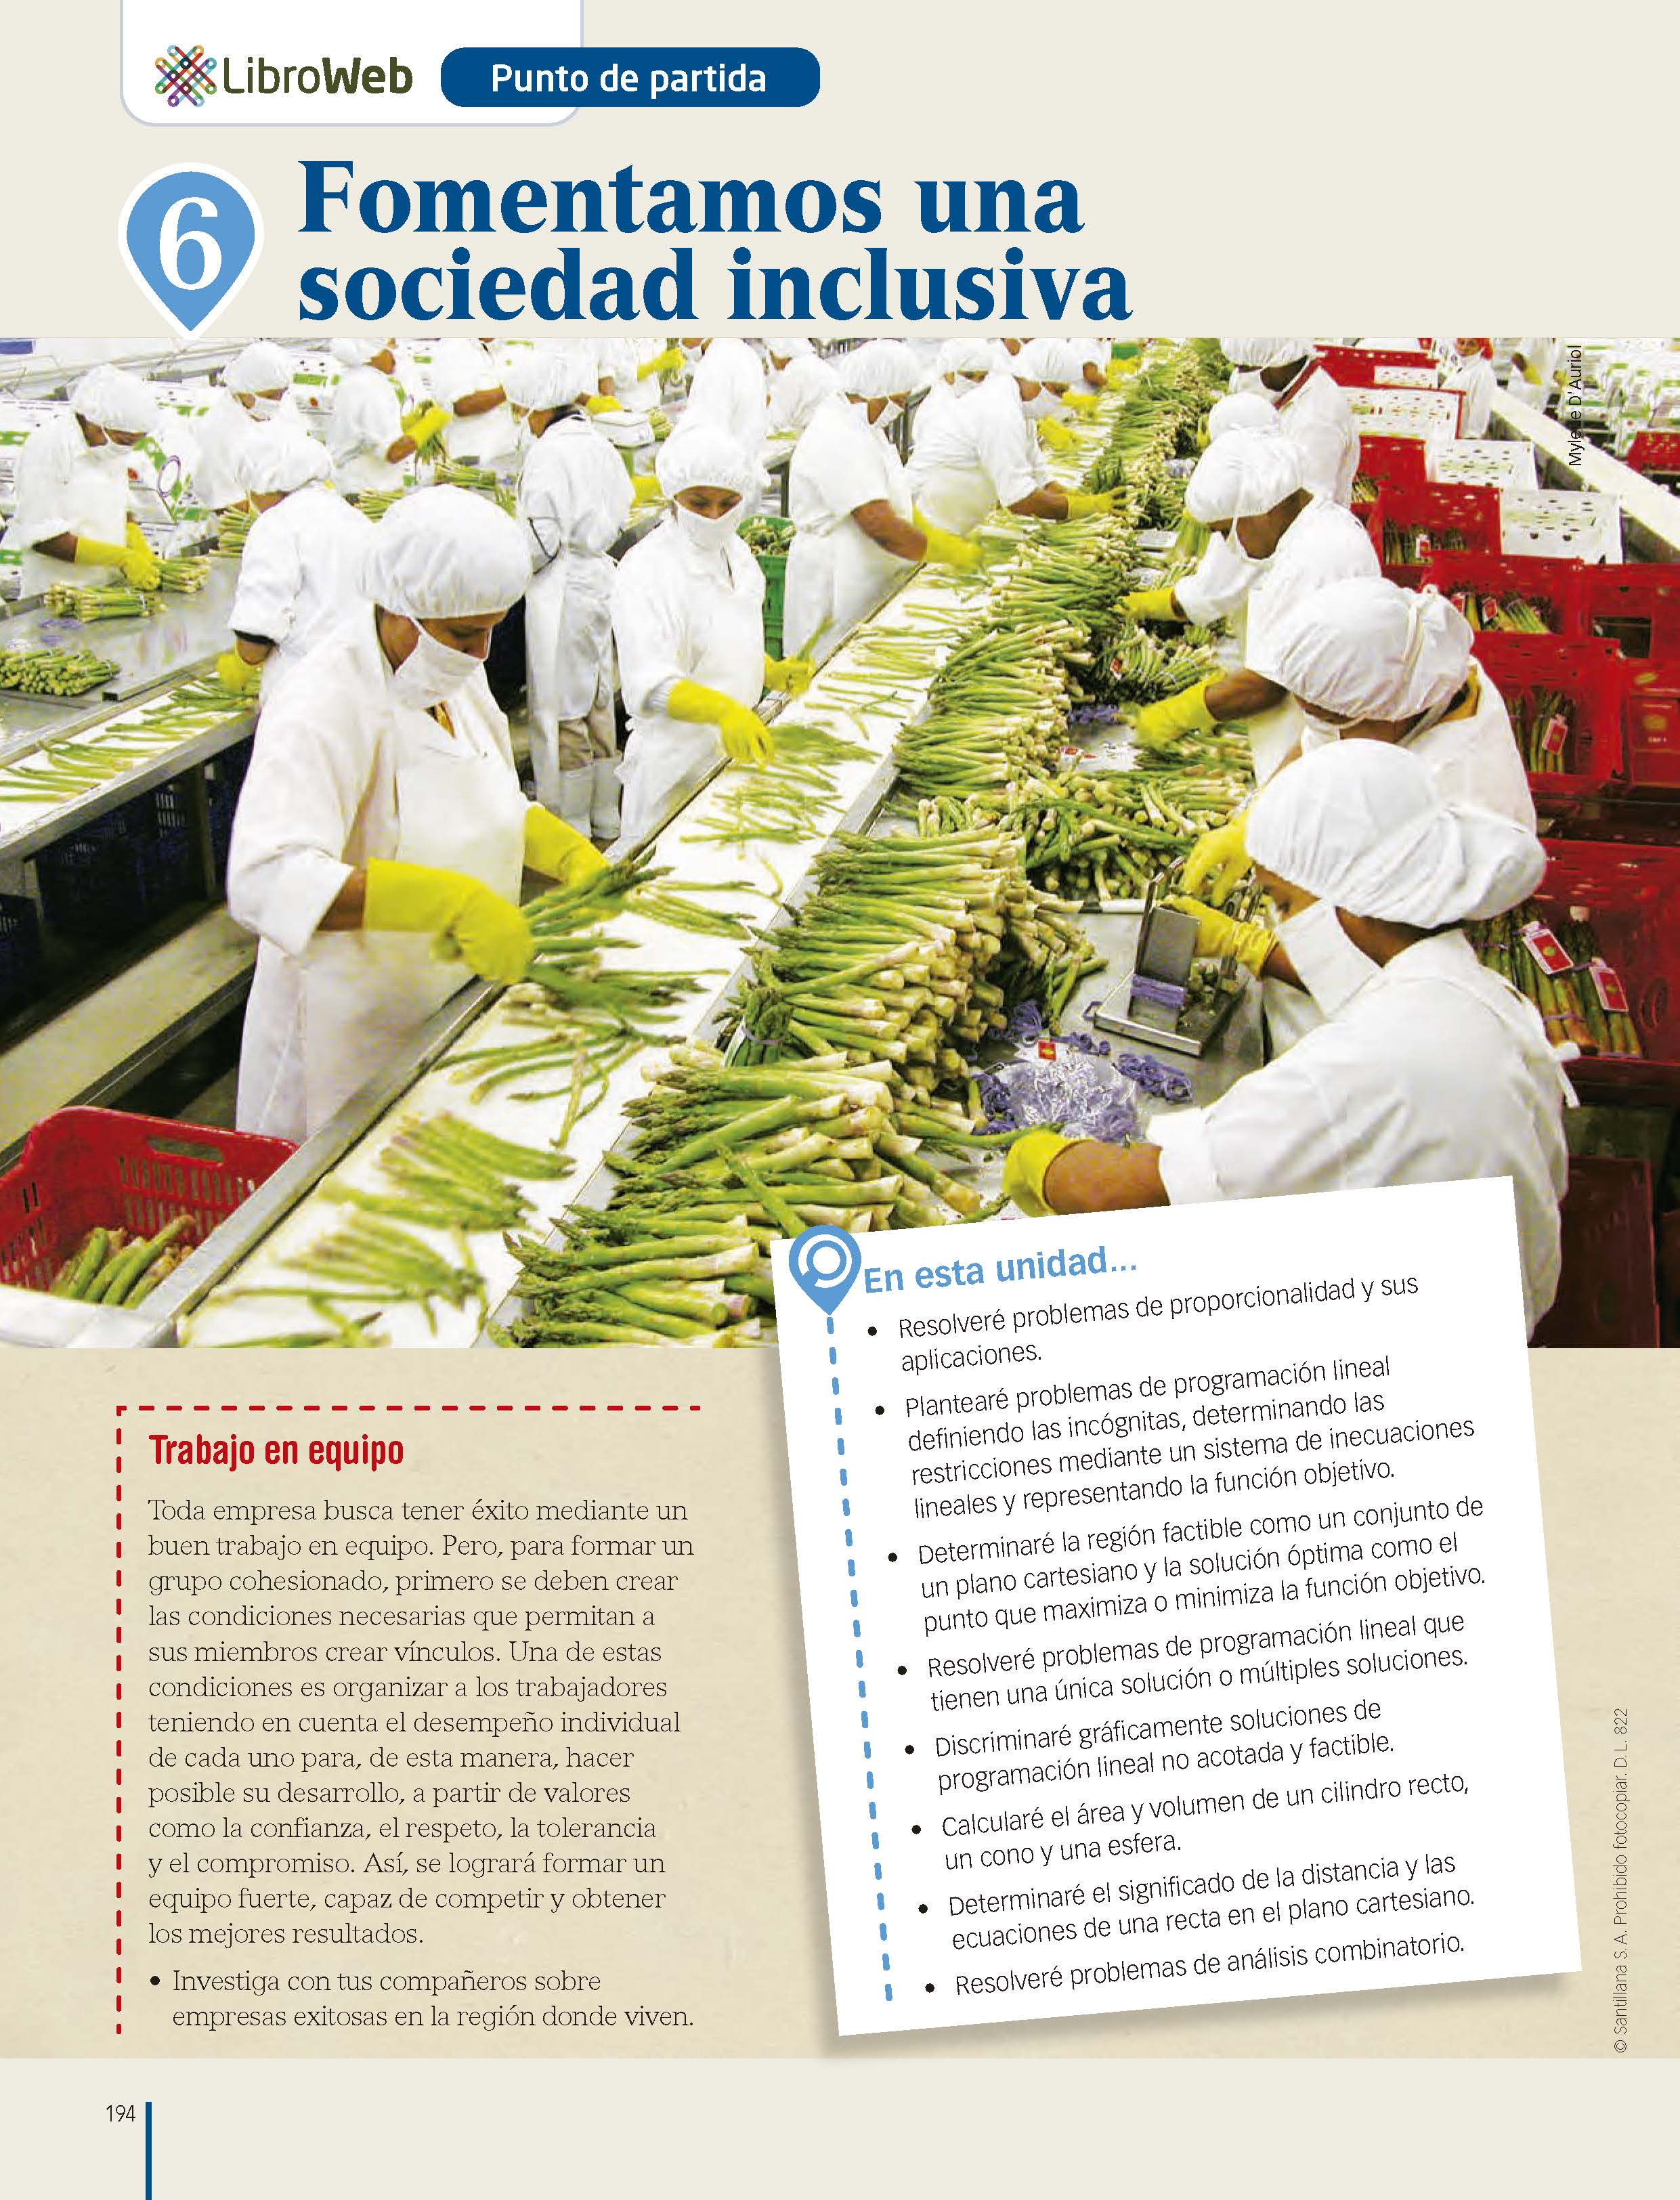 LibroWeb
Punto de partida
6
Fomentamos una
sociedad inclusiva
Mylene D'Auriol
En esta unidad...
• Resolveré problemas de proporcionalidad y sus
aplicaciones.
• Plantearé problemas de programación lineal
definiendo las incógnitas, determinando las
restricciones mediante un sistema de inecuaciones
lineales y representando la función objetivo.
• Determinaré la región factible como un conjunto de
un plano cartesiano y la solución óptima como el
punto que maximiza o minimiza la función objetivo.
• Resolveré problemas de programación lineal que
tienen una única solución o múltiples soluciones.
• Discriminaré gráficamente soluciones de
programación lineal no acotada y factible.
• Calcularé el área y volumen de un cilindro recto,
un cono y una esfera.
• Determinaré el significado de la distancia y las
ecuaciones de una recta en el plano cartesiano.
• Resolveré problemas de análisis combinatorio.
Trabajo en equipo
Toda empresa busca tener éxito mediante un
buen trabajo en equipo. Pero, para formar un
grupo cohesionado, primero se deben crear
las condiciones necesarias que permitan a
sus miembros crear vínculos. Una de estas
condiciones es organizar a los trabajadores
teniendo en cuenta el desempeño individual
de cada uno para, de esta manera, hacer
posible su desarrollo, a partir de valores
como la confianza, el respeto, la tolerancia
y el compromiso. Así, se logrará formar un
equipo fuerte, capaz de competir y obtener
los mejores resultados.
• Investiga con tus compañeros sobre
empresas exitosas en la región donde viven.
© Santillana S. A. Prohibido fotocopiar. D. L. 822
194